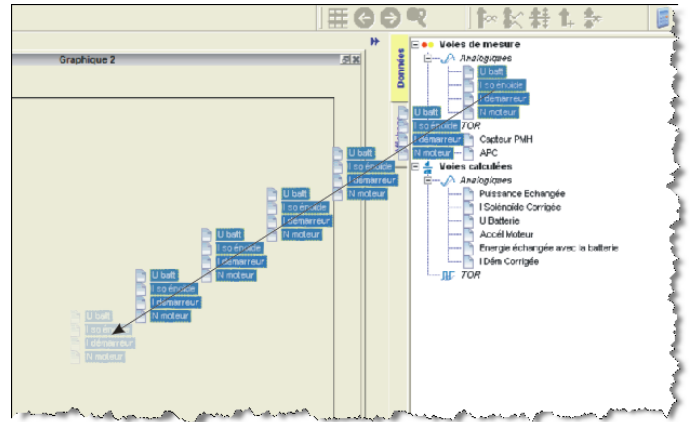 Graphique 2
Données
Voies de mesure
Analogiques
U batt
I solénoïde
I démarreur
N moteur
TOR
Capteur PMH
APC
Voies calculées
Analogiques
Puissance Echangée
I Solénoïde Corrigée
U Batterie
Accél Moteur
Energie échangée avec la batterie
I Dém Corrigée
TOR
U batt
I solénoïde
I démarreur
N moteur
U batt
I solénoïde
I démarreur
N moteur
U batt
I solénoïde
I démarreur
N moteur
U batt
I solénoïde
I démarreur
N moteur
U batt
I solénoïde
I démarreur
N moteur
U batt
I solénoïde
I démarreur
N moteur